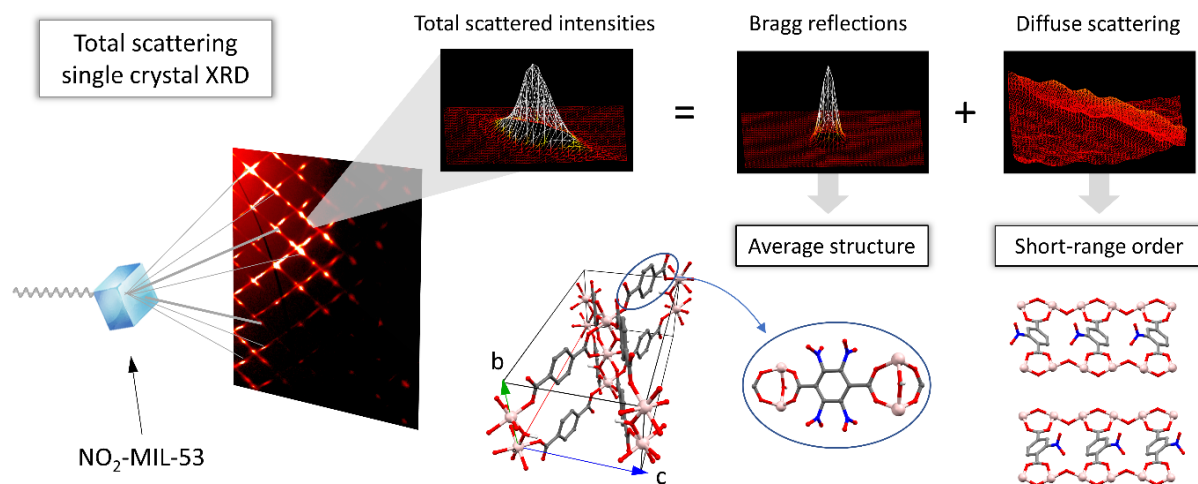 Total scattering
single crystal XRD
Total scattered intensities
=
Bragg reflections
+
Diffuse scattering
Average structure
Short-range order
b
c
NO₂-MIL-53